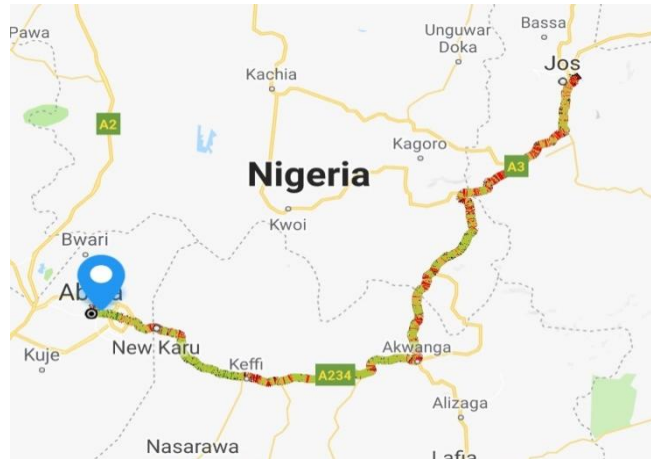 Pawa
Unguwar
Doka
Bassa
Jos
Kachia
A2
Kagoro
A3
Nigeria
Kwoi
Bwari
New Karu
Kuje
Keffi
A234
Akwanga
Alizaga
Nasarawa
Lafia